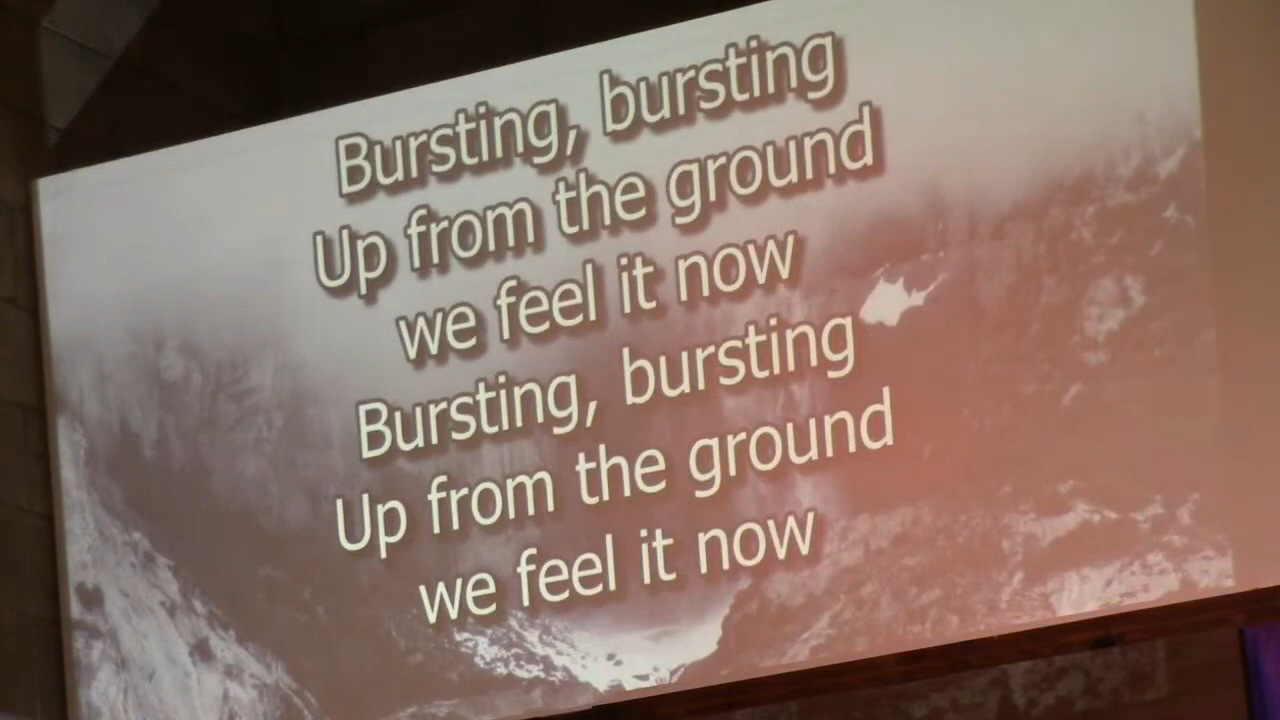 Bursting, bursting
Up from the ground
we feel it now
Bursting, bursting
Up from the ground
we feel it now